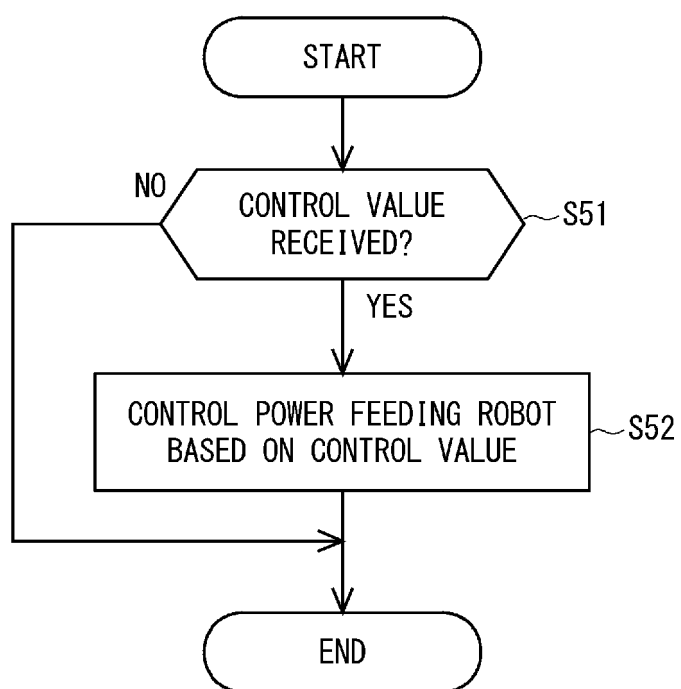 START
NO
CONTROL VALUE
RECEIVED?
S51
YES
CONTROL POWER FEEDING ROBOT
BASED ON CONTROL VALUE
S52
END